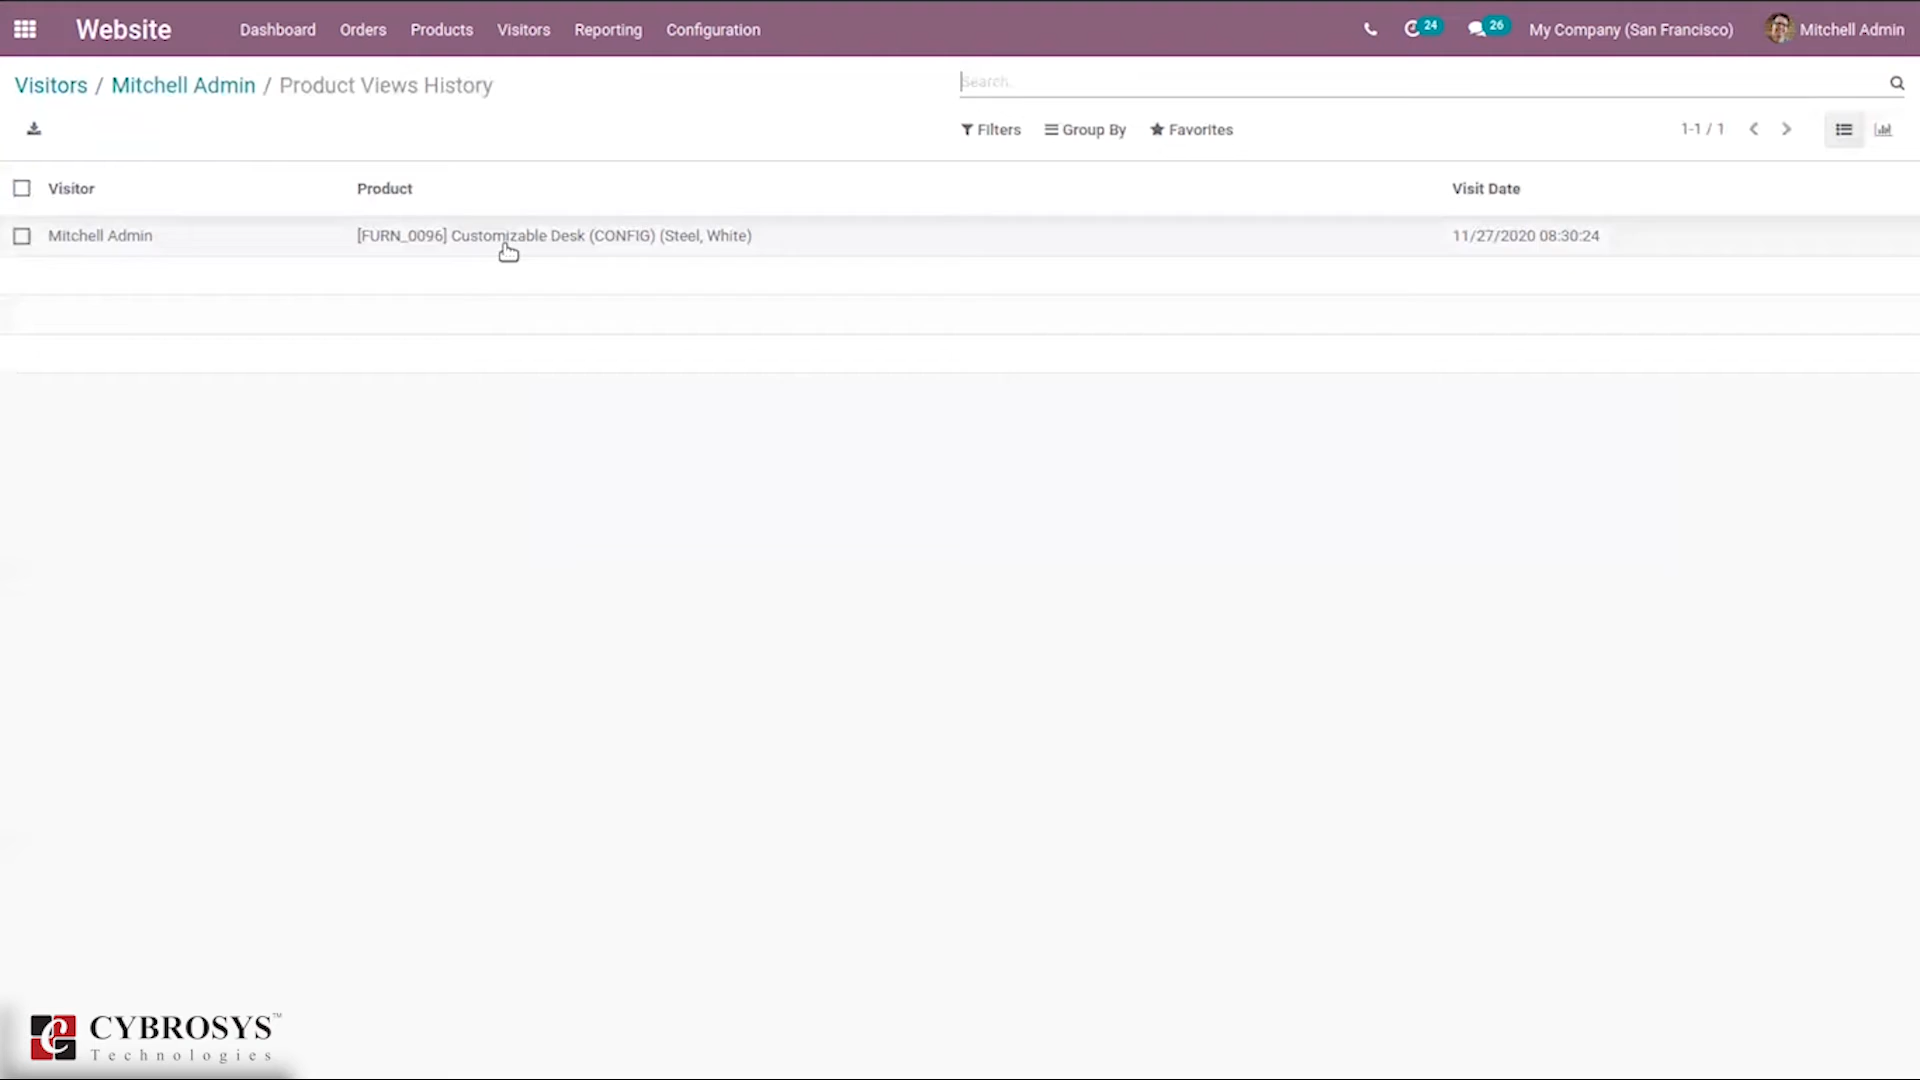 Website Dashboard Orders Products Visitors Reporting Configuration 24 26 My Company (San Francisco) Mitchell Admin
Visitors / Mitchell Admin / Product Views History
Search...
Filters Group By Favorites 1-1 / 1
Visitor Product Visit Date
Mitchell Admin [FURN_0096] Customizable Desk (CONFIG) (Steel, White) 11/27/2020 08:30:24
CYBROSYS™
Technologies